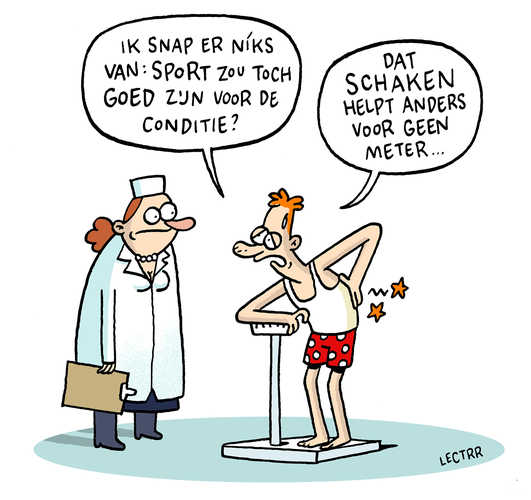 IK SNAP ER NÍKS
VAN: SPORT ZOU TOCH
GOED ZIJN VOOR DE
CONDITIE?
DAT
SCHAKEN
HELPT ANDERS
VOOR GEEN
METER...
LECTRR